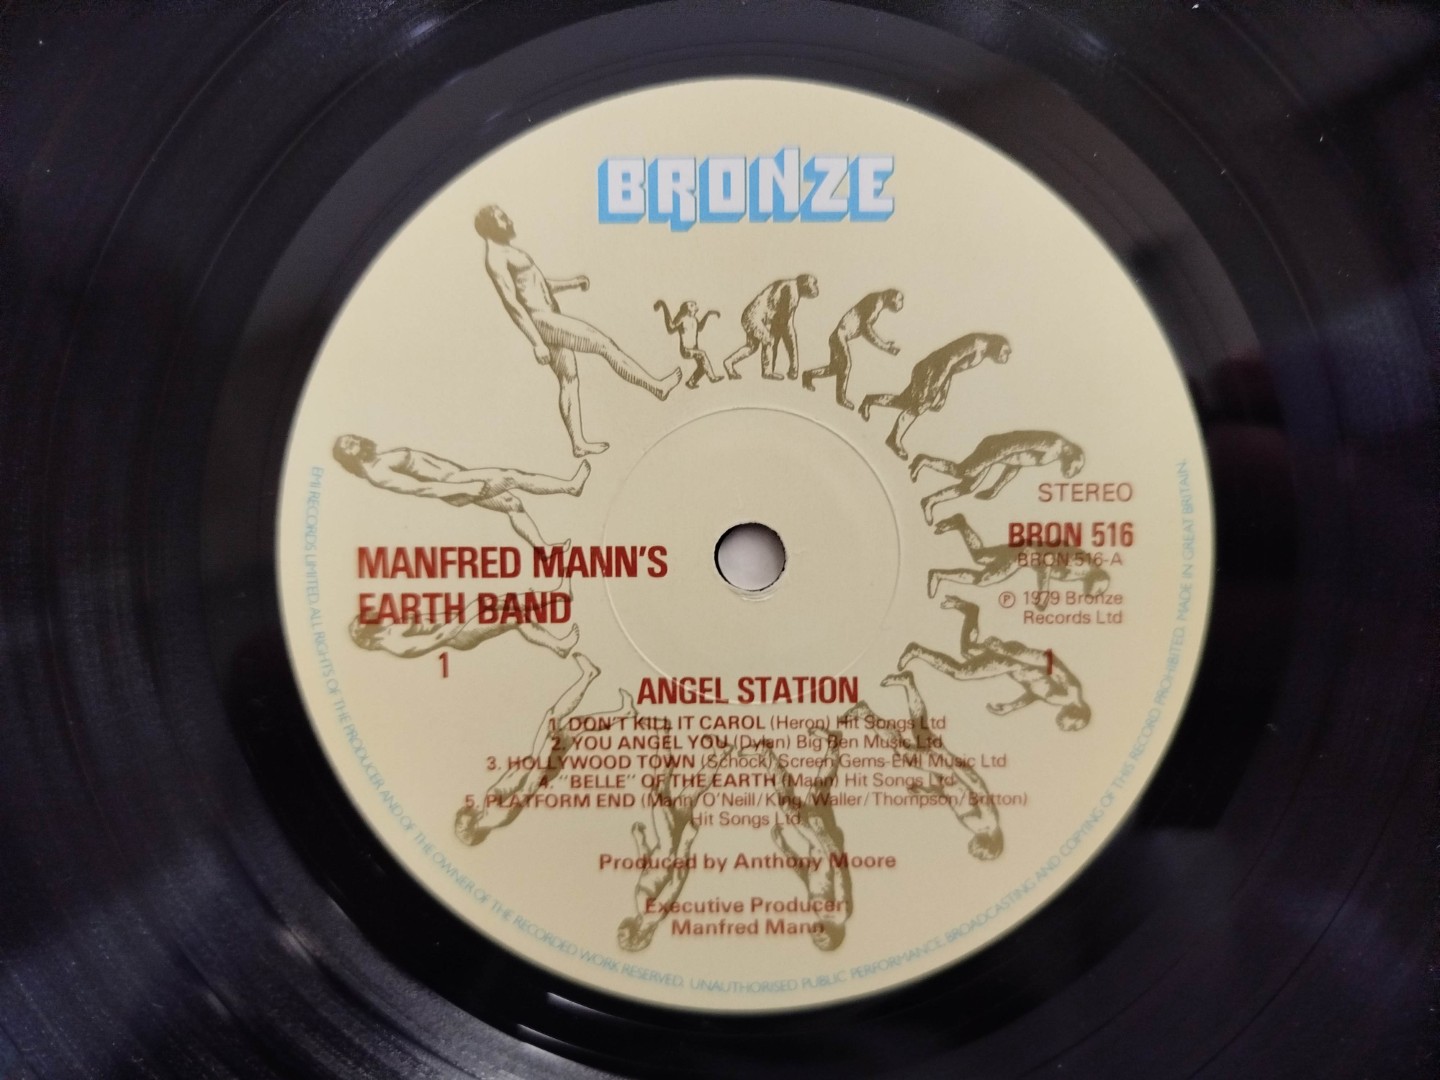 BRONZE
STEREO
BRON 516
BRON 516-A
℗ 1979 Bronze
Records Ltd
MANFRED MANN'S
EARTH BAND
1
1
ANGEL STATION
1. DON'T KILL IT CAROL (Heron) Hit Songs Ltd
2. YOU ANGEL YOU (Dylan) Big Ben Music Ltd
3. HOLLYWOOD TOWN (Schock) Screen Gems-EMI Music Ltd
4. "BELLE" OF THE EARTH (Mann) Hit Songs Ltd
5. PLATFORM END (Mann/O'Neill/King/Waller/Thompson/Britton)
Hit Songs Ltd
Produced by Anthony Moore
Executive Producer
Manfred Mann
EMI RECORDS LIMITED. ALL RIGHTS OF THE PRODUCER AND OF THE OWNER OF THE RECORDED WORK RESERVED. UNAUTHORISED PUBLIC PERFORMANCE, BROADCASTING AND COPYING OF THIS RECORD PROHIBITED. MADE IN GREAT BRITAIN.